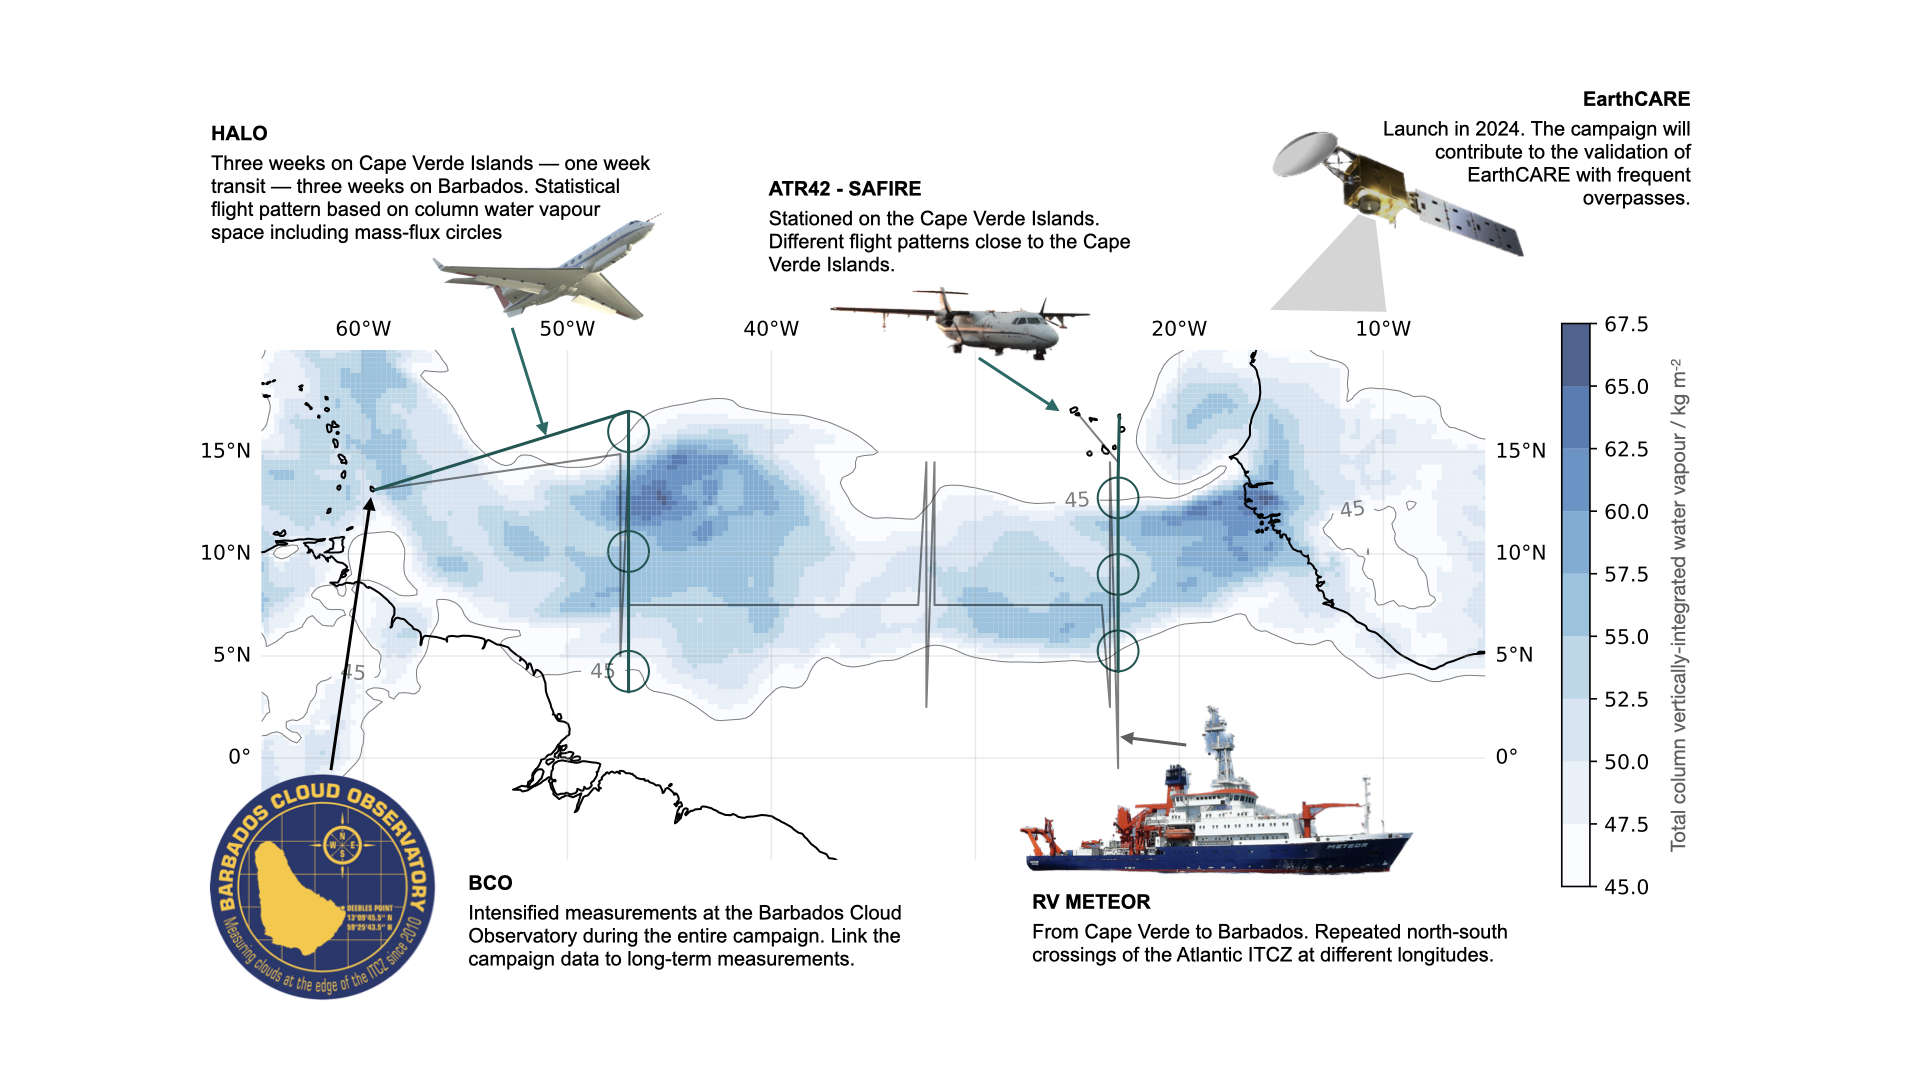 EarthCARE
Launch in 2024. The campaign will
contribute to the validation of
EarthCARE with frequent
overpasses.
HALO
Three weeks on Cape Verde Islands — one week
transit — three weeks on Barbados. Statistical
flight pattern based on column water vapour
space including mass-flux circles
ATR42 - SAFIRE
Stationed on the Cape Verde Islands.
Different flight patterns close to the Cape
Verde Islands.
60°W 50°W 40°W 20°W 10°W
15°N
10°N
5°N
0°
45
45
45
45
15°N
10°N
5°N
0°
67.5
65.0
62.5
60.0
57.5
55.0
52.5
50.0
47.5
45.0
Total column vertically-integrated water vapour / kg m-2
BARBADOS CLOUD OBSERVATORY
N
W E
S
DEEBLES POINT
13°09'45.5" N
59°25'43.5" W
Measuring clouds at the edge of the ITCZ since 2010
BCO
Intensified measurements at the Barbados Cloud
Observatory during the entire campaign. Link the
campaign data to long-term measurements.
METEOR
RV METEOR
From Cape Verde to Barbados. Repeated north-south
crossings of the Atlantic ITCZ at different longitudes.